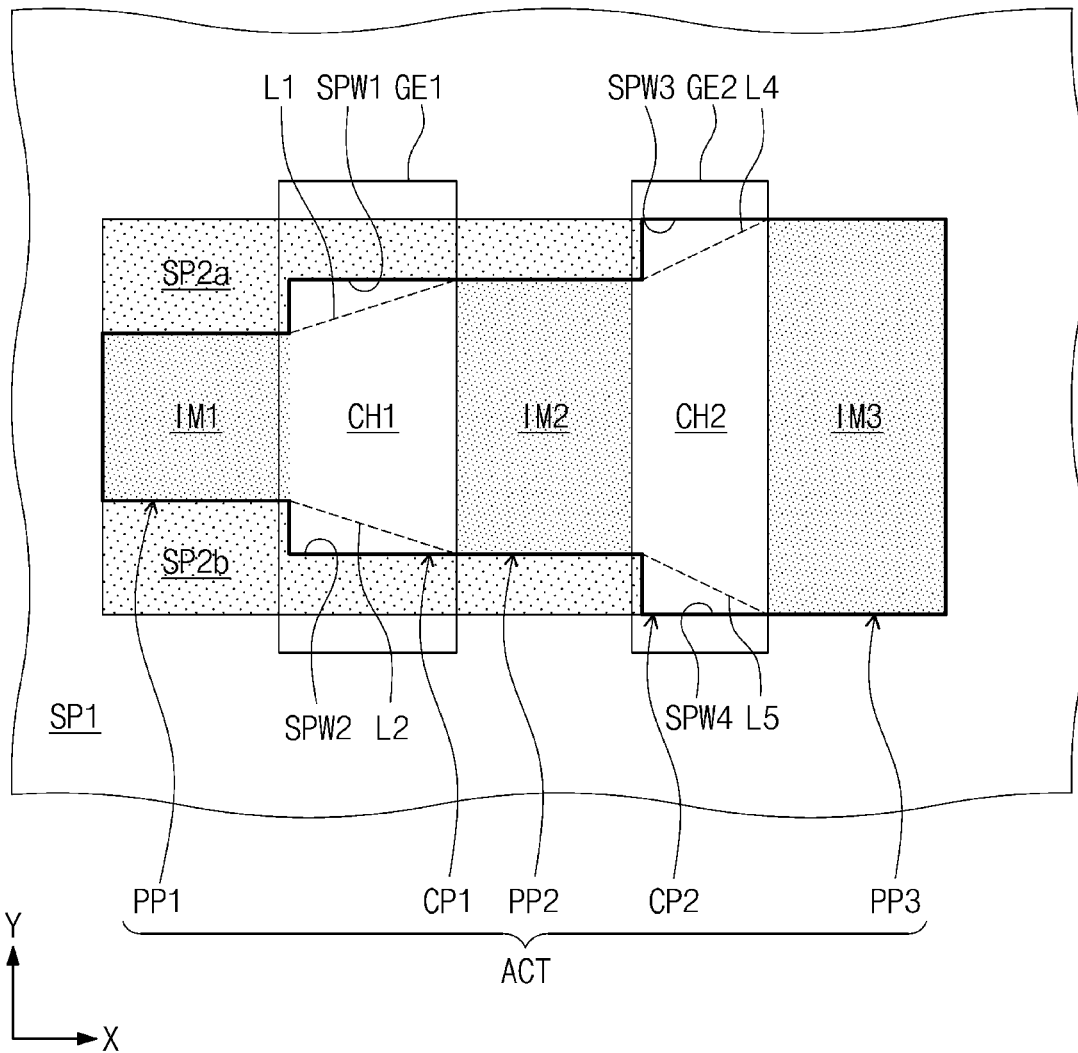 L1 SPW1 GE1 SPW3 GE2 L4
SP2a
IM1 CH1 IM2 CH2 IM3
SP2b
SP1 SPW2 L2 SPW4 L5
PP1 CP1 PP2 CP2 PP3
ACT
Y
X